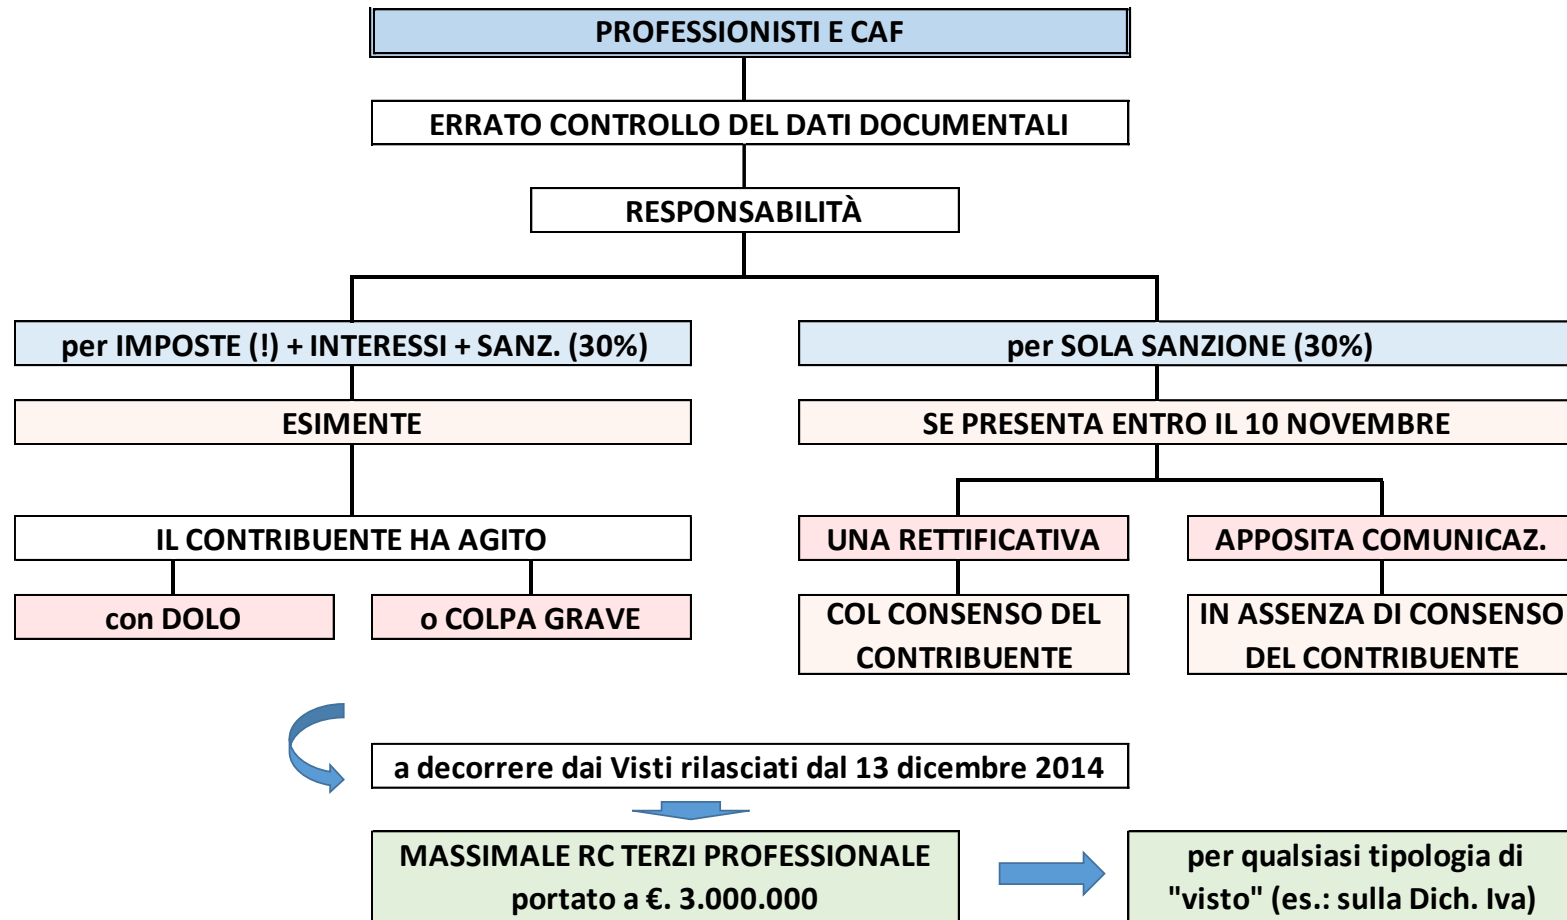 PROFESSIONISTI E CAF
ERRATO CONTROLLO DEL DATI DOCUMENTALI
RESPONSABILITÀ
per IMPOSTE (!) + INTERESSI + SANZ. (30%)
per SOLA SANZIONE (30%)
ESIMENTE
SE PRESENTA ENTRO IL 10 NOVEMBRE
IL CONTRIBUENTE HA AGITO
UNA RETTIFICATIVA
APPOSITA COMUNICAZ.
con DOLO
o COLPA GRAVE
COL CONSENSO DEL
CONTRIBUENTE
IN ASSENZA DI CONSENSO
DEL CONTRIBUENTE
a decorrere dai Visti rilasciati dal 13 dicembre 2014
MASSIMALE RC TERZI PROFESSIONALE
portato a €. 3.000.000
per qualsiasi tipologia di
"visto" (es.: sulla Dich. Iva)